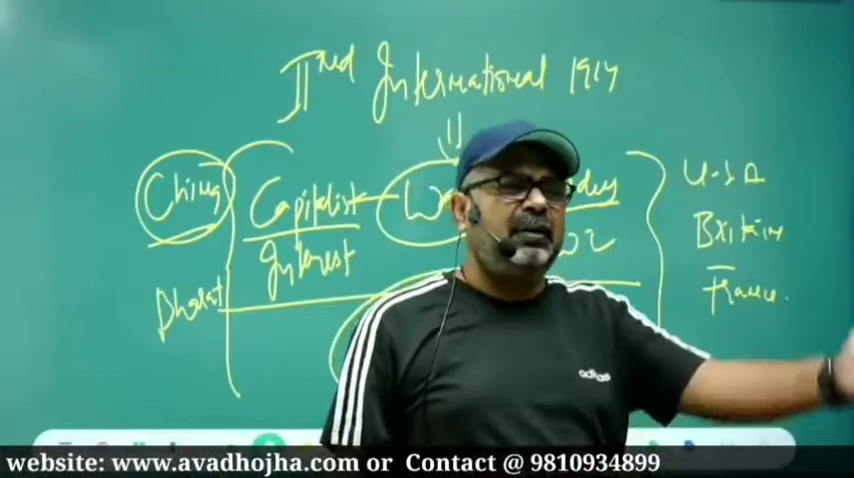 IInd International 1914
China
Capitalist
U.S.A
Interest
Britain
Bharat
France.
adidas
website: www.avadhojha.com or Contact @ 9810934899